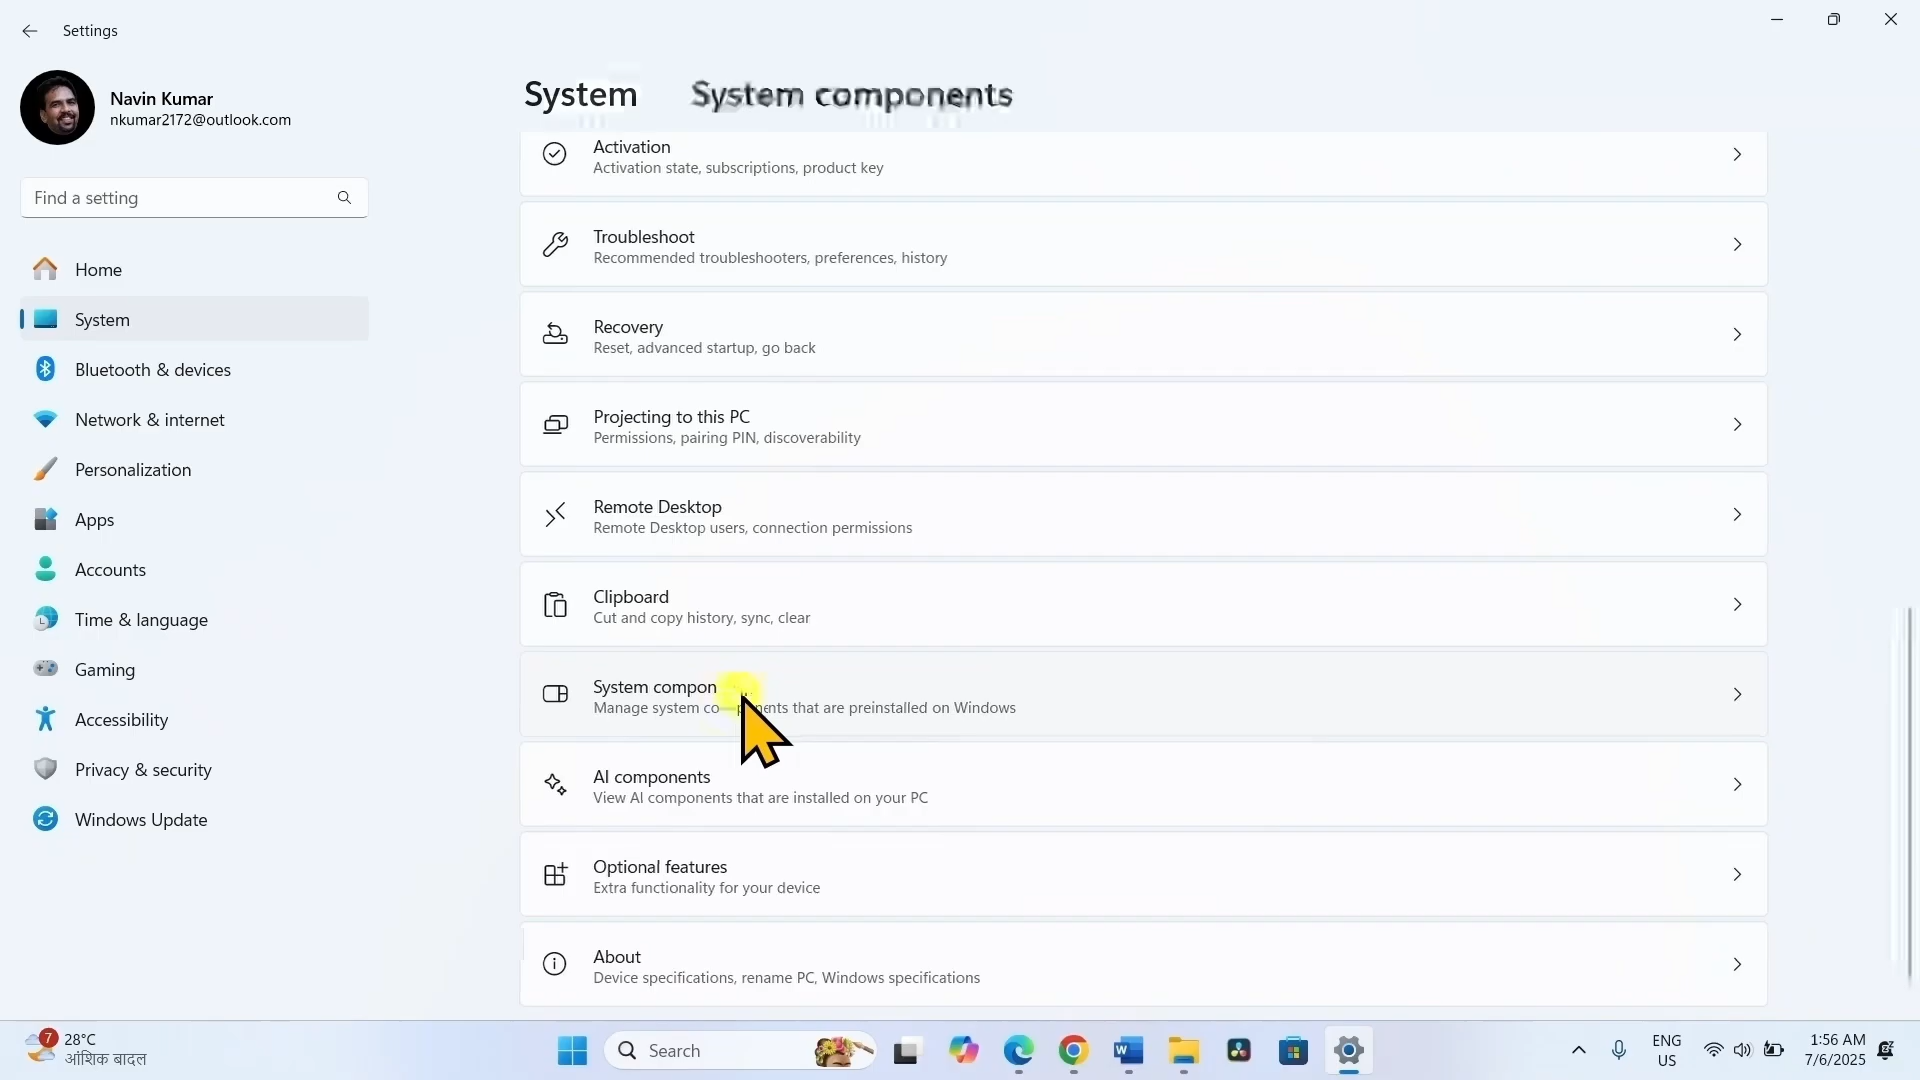 Settings
Navin Kumar
nkumar2172@outlook.com
Find a setting
Home
System
Bluetooth & devices
Network & internet
Personalization
Apps
Accounts
Time & language
Gaming
Accessibility
Privacy & security
Windows Update
System System components
Activation
Activation state, subscriptions, product key
Troubleshoot
Recommended troubleshooters, preferences, history
Recovery
Reset, advanced startup, go back
Projecting to this PC
Permissions, pairing PIN, discoverability
Remote Desktop
Remote Desktop users, connection permissions
Clipboard
Cut and copy history, sync, clear
System compon
Manage system components that are preinstalled on Windows
AI components
View AI components that are installed on your PC
Optional features
Extra functionality for your device
About
Device specifications, rename PC, Windows specifications
7
28°C
आंशिक बादल
Search
W
ENG
US
1:56 AM
7/6/2025